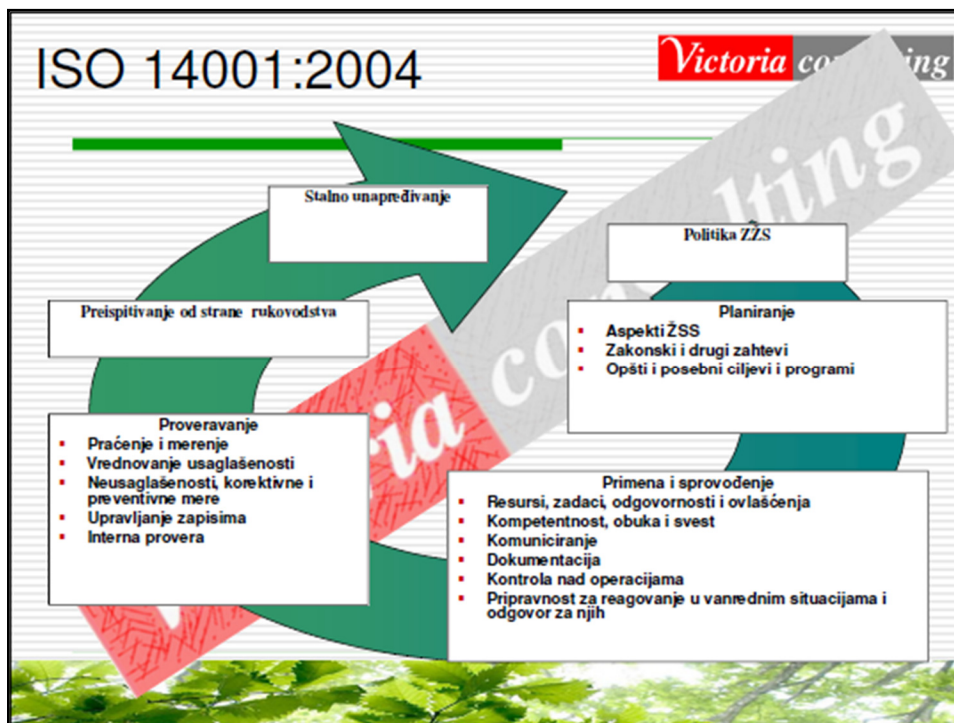 ISO 14001:2004
Victoria consulting
Stalno unapređivanje
Politika ZŽS
Preispitivanje od strane rukovodstva
Planiranje
Aspekti ŽSS
Zakonski i drugi zahtevi
Opšti i posebni ciljevi i programi
Proveravanje
Praćenje i merenje
Vrednovanje usaglašenosti
Neusaglašenosti, korektivne i
preventivne mere
Upravljanje zapisima
Interna provera
Primena i sprovođenje
Resursi, zadaci, odgovornosti i ovlašćenja
Kompetentnost, obuka i svest
Komuniciranje
Dokumentacija
Kontrola nad operacijama
Pripravnost za reagovanje u vanrednim situacijama i
odgovor za njih